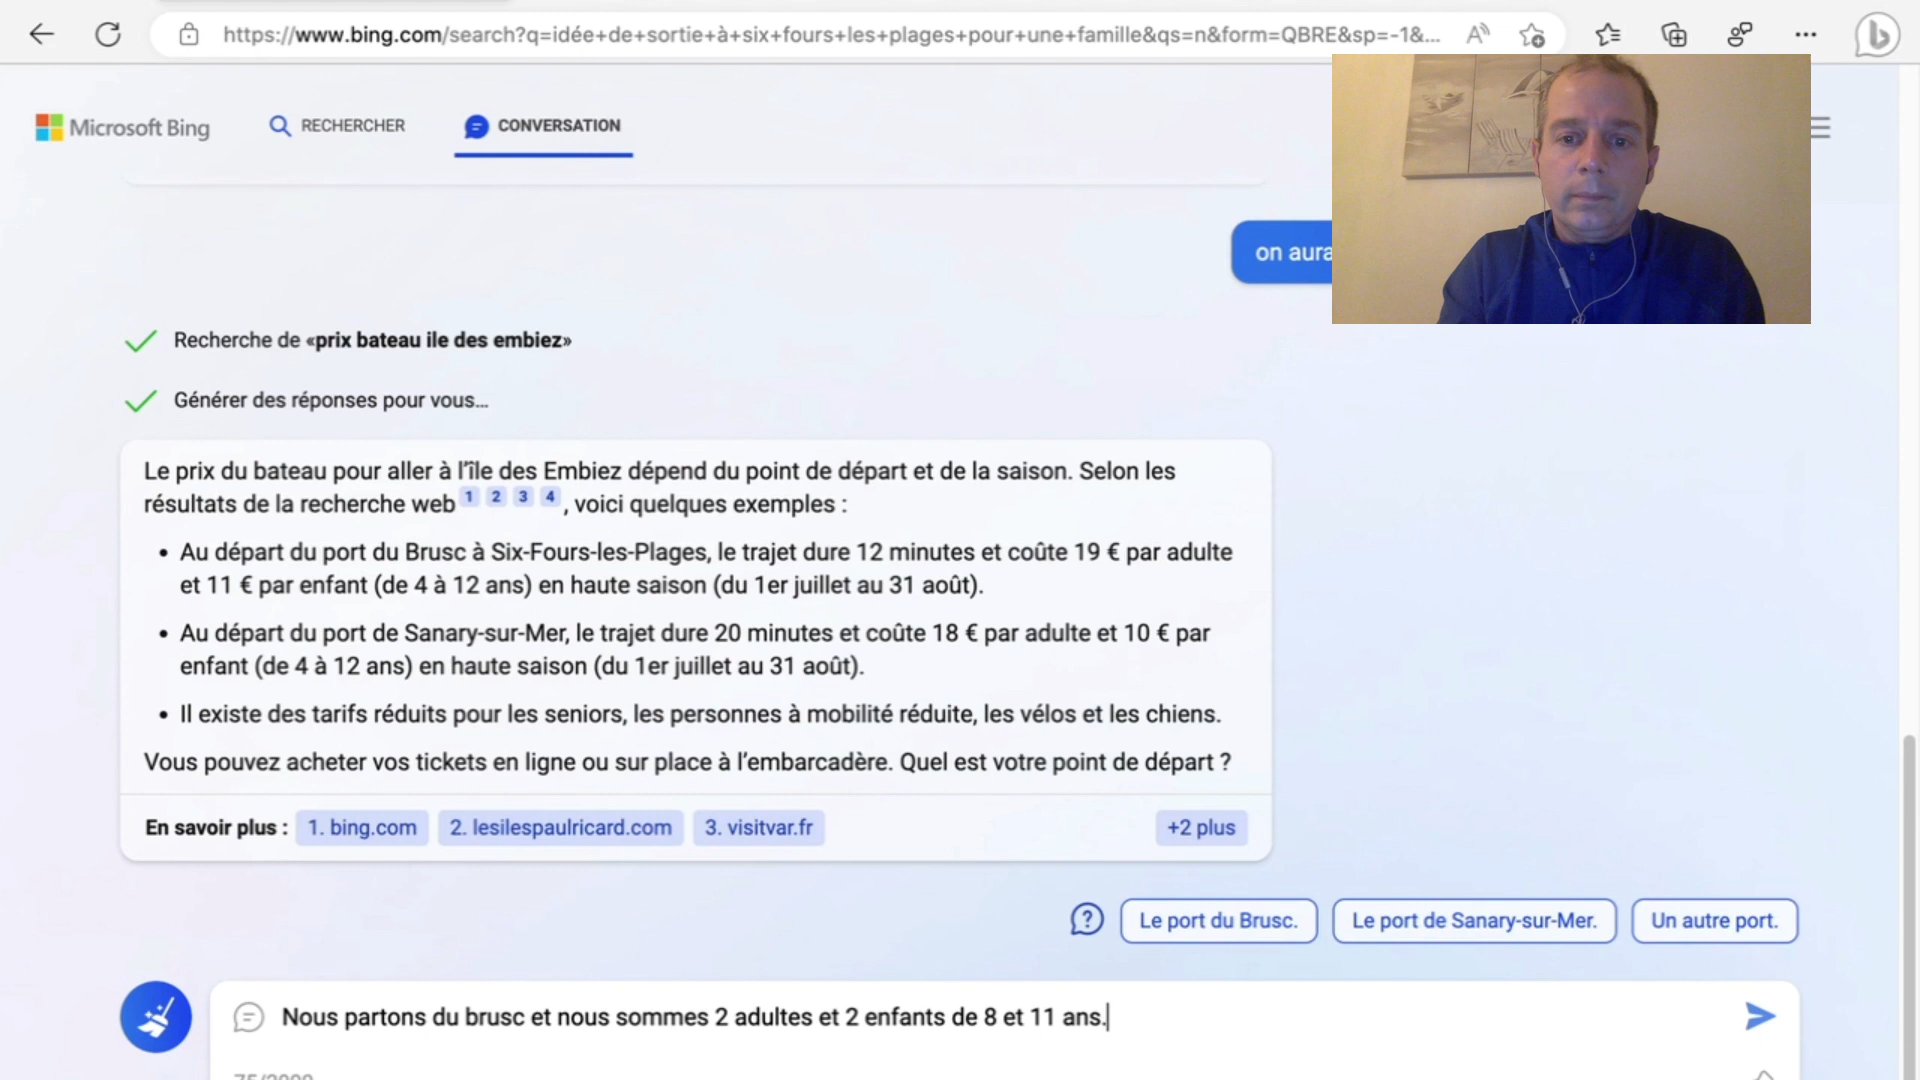 https://www.bing.com/search?q=idée+de+sortie+à+six+fours+les+plages+pour+une+famille&qs=n&form=QBRE&sp=-1&...
Microsoft Bing
RECHERCHER
CONVERSATION
on aura
Recherche de «prix bateau ile des embiez»
Générer des réponses pour vous...
Le prix du bateau pour aller à l'île des Embiez dépend du point de départ et de la saison. Selon les
résultats de la recherche web 1 2 3 4 , voici quelques exemples :
• Au départ du port du Brusc à Six-Fours-les-Plages, le trajet dure 12 minutes et coûte 19 € par adulte
et 11 € par enfant (de 4 à 12 ans) en haute saison (du 1er juillet au 31 août).
• Au départ du port de Sanary-sur-Mer, le trajet dure 20 minutes et coûte 18 € par adulte et 10 € par
enfant (de 4 à 12 ans) en haute saison (du 1er juillet au 31 août).
• Il existe des tarifs réduits pour les seniors, les personnes à mobilité réduite, les vélos et les chiens.
Vous pouvez acheter vos tickets en ligne ou sur place à l'embarcadère. Quel est votre point de départ ?
En savoir plus : 1. bing.com 2. lesilespaulricard.com 3. visitvar.fr +2 plus
Le port du Brusc. Le port de Sanary-sur-Mer. Un autre port.
Nous partons du brusc et nous sommes 2 adultes et 2 enfants de 8 et 11 ans.